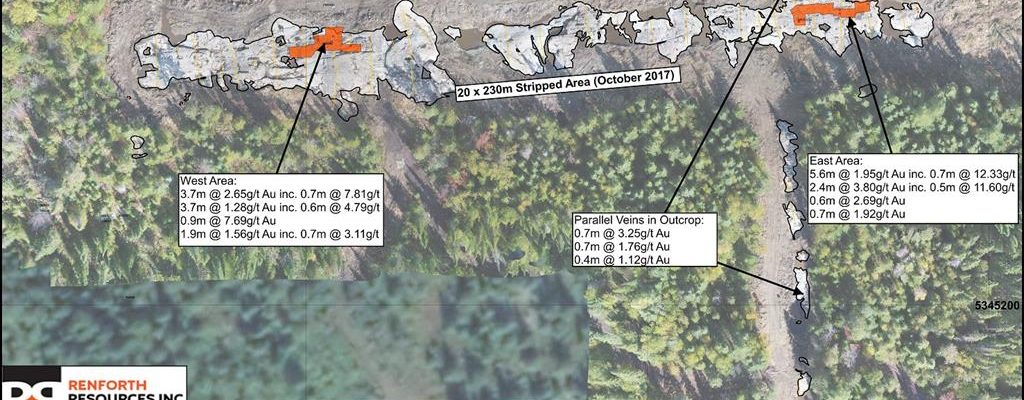 20 x 230m Stripped Area (October 2017)
West Area:
3.7m @ 2.65g/t Au inc. 0.7m @ 7.81g/t
3.7m @ 1.28g/t Au inc. 0.6m @ 4.79g/t
0.9m @ 7.69g/t Au
1.9m @ 1.56g/t Au inc. 0.7m @ 3.11g/t
Parallel Veins in Outcrop:
0.7m @ 3.25g/t Au
0.7m @ 1.76g/t Au
0.4m @ 1.12g/t Au
East Area:
5.6m @ 1.95g/t Au inc. 0.7m @ 12.33g/t
2.4m @ 3.80g/t Au inc. 0.5m @ 11.60g/t
0.6m @ 2.69g/t Au
0.7m @ 1.92g/t Au
5345200
RENFORTH
RESOURCES INC